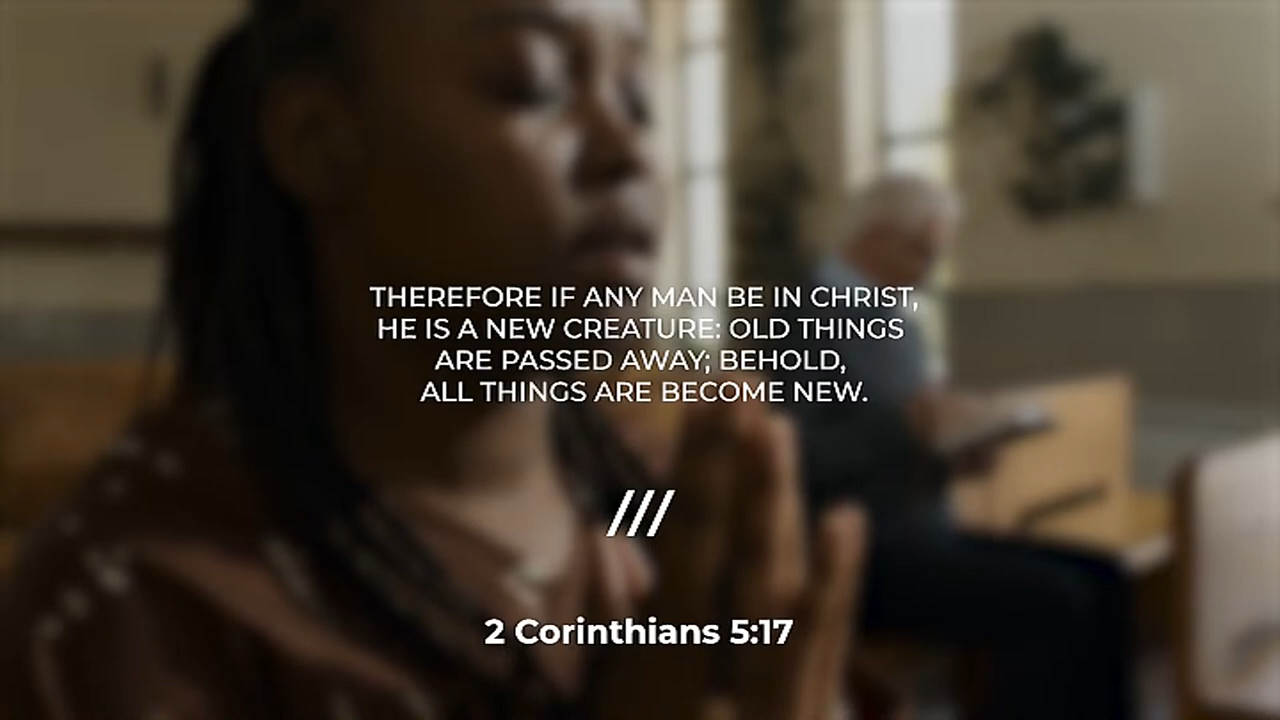 THEREFORE IF ANY MAN BE IN CHRIST,
HE IS A NEW CREATURE: OLD THINGS
ARE PASSED AWAY; BEHOLD,
ALL THINGS ARE BECOME NEW.
///
2 Corinthians 5:17